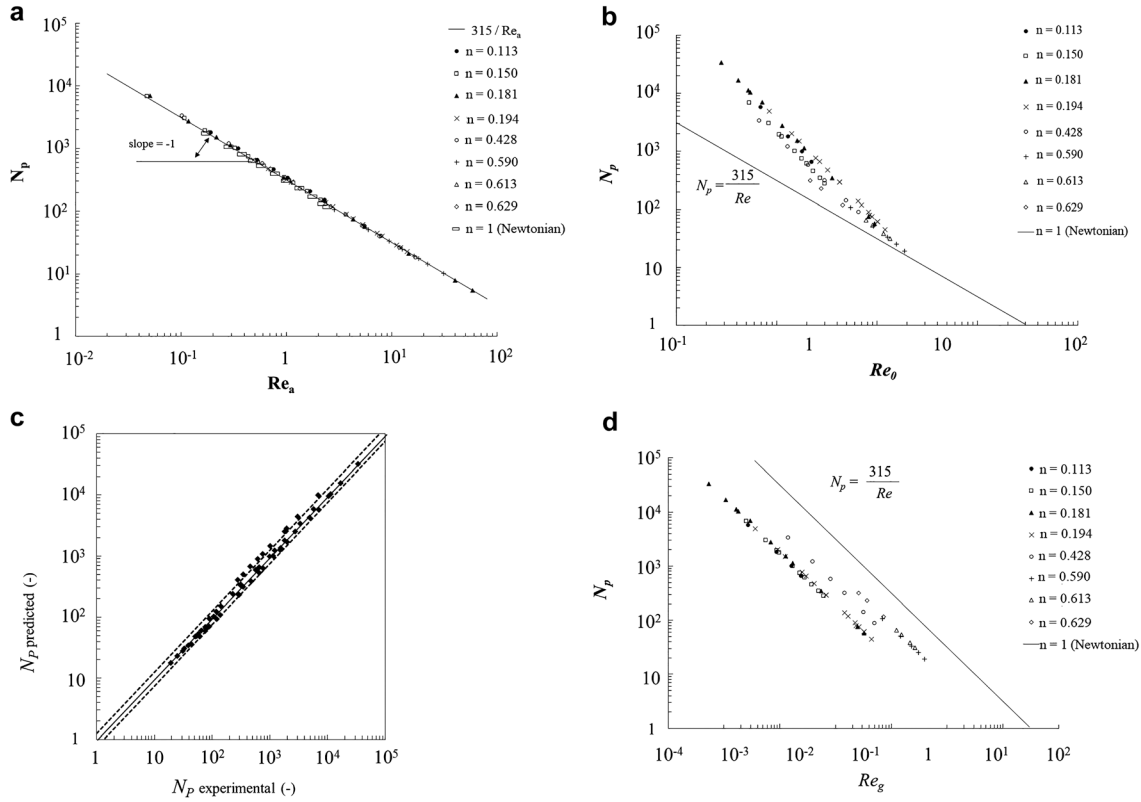 a
10^5
10^4
10^3
10^2
10^1
1
N_p
slope = -1
10^-2
10^-1
1
10^1
10^2
Re_a
315 / Re_a
n = 0.113
n = 0.150
n = 0.181
n = 0.194
n = 0.428
n = 0.590
n = 0.613
n = 0.629
n = 1 (Newtonian)
b
10^5
10^4
10^3
10^2
10
1
N_p
N_p = 315 / Re
10^-1
1
10
10^2
Re_0
n = 0.113
n = 0.150
n = 0.181
n = 0.194
n = 0.428
n = 0.590
n = 0.613
n = 0.629
n = 1 (Newtonian)
c
10^5
10^4
10^3
10^2
10
1
N_P predicted (-)
1
10
10^2
10^3
10^4
10^5
N_P experimental (-)
d
10^5
10^4
10^3
10^2
10
1
N_p
N_p = 315 / Re
10^-4
10^-3
10^-2
10^-1
1
10
10^2
Re_g
n = 0.113
n = 0.150
n = 0.181
n = 0.194
n = 0.428
n = 0.590
n = 0.613
n = 0.629
n = 1 (Newtonian)